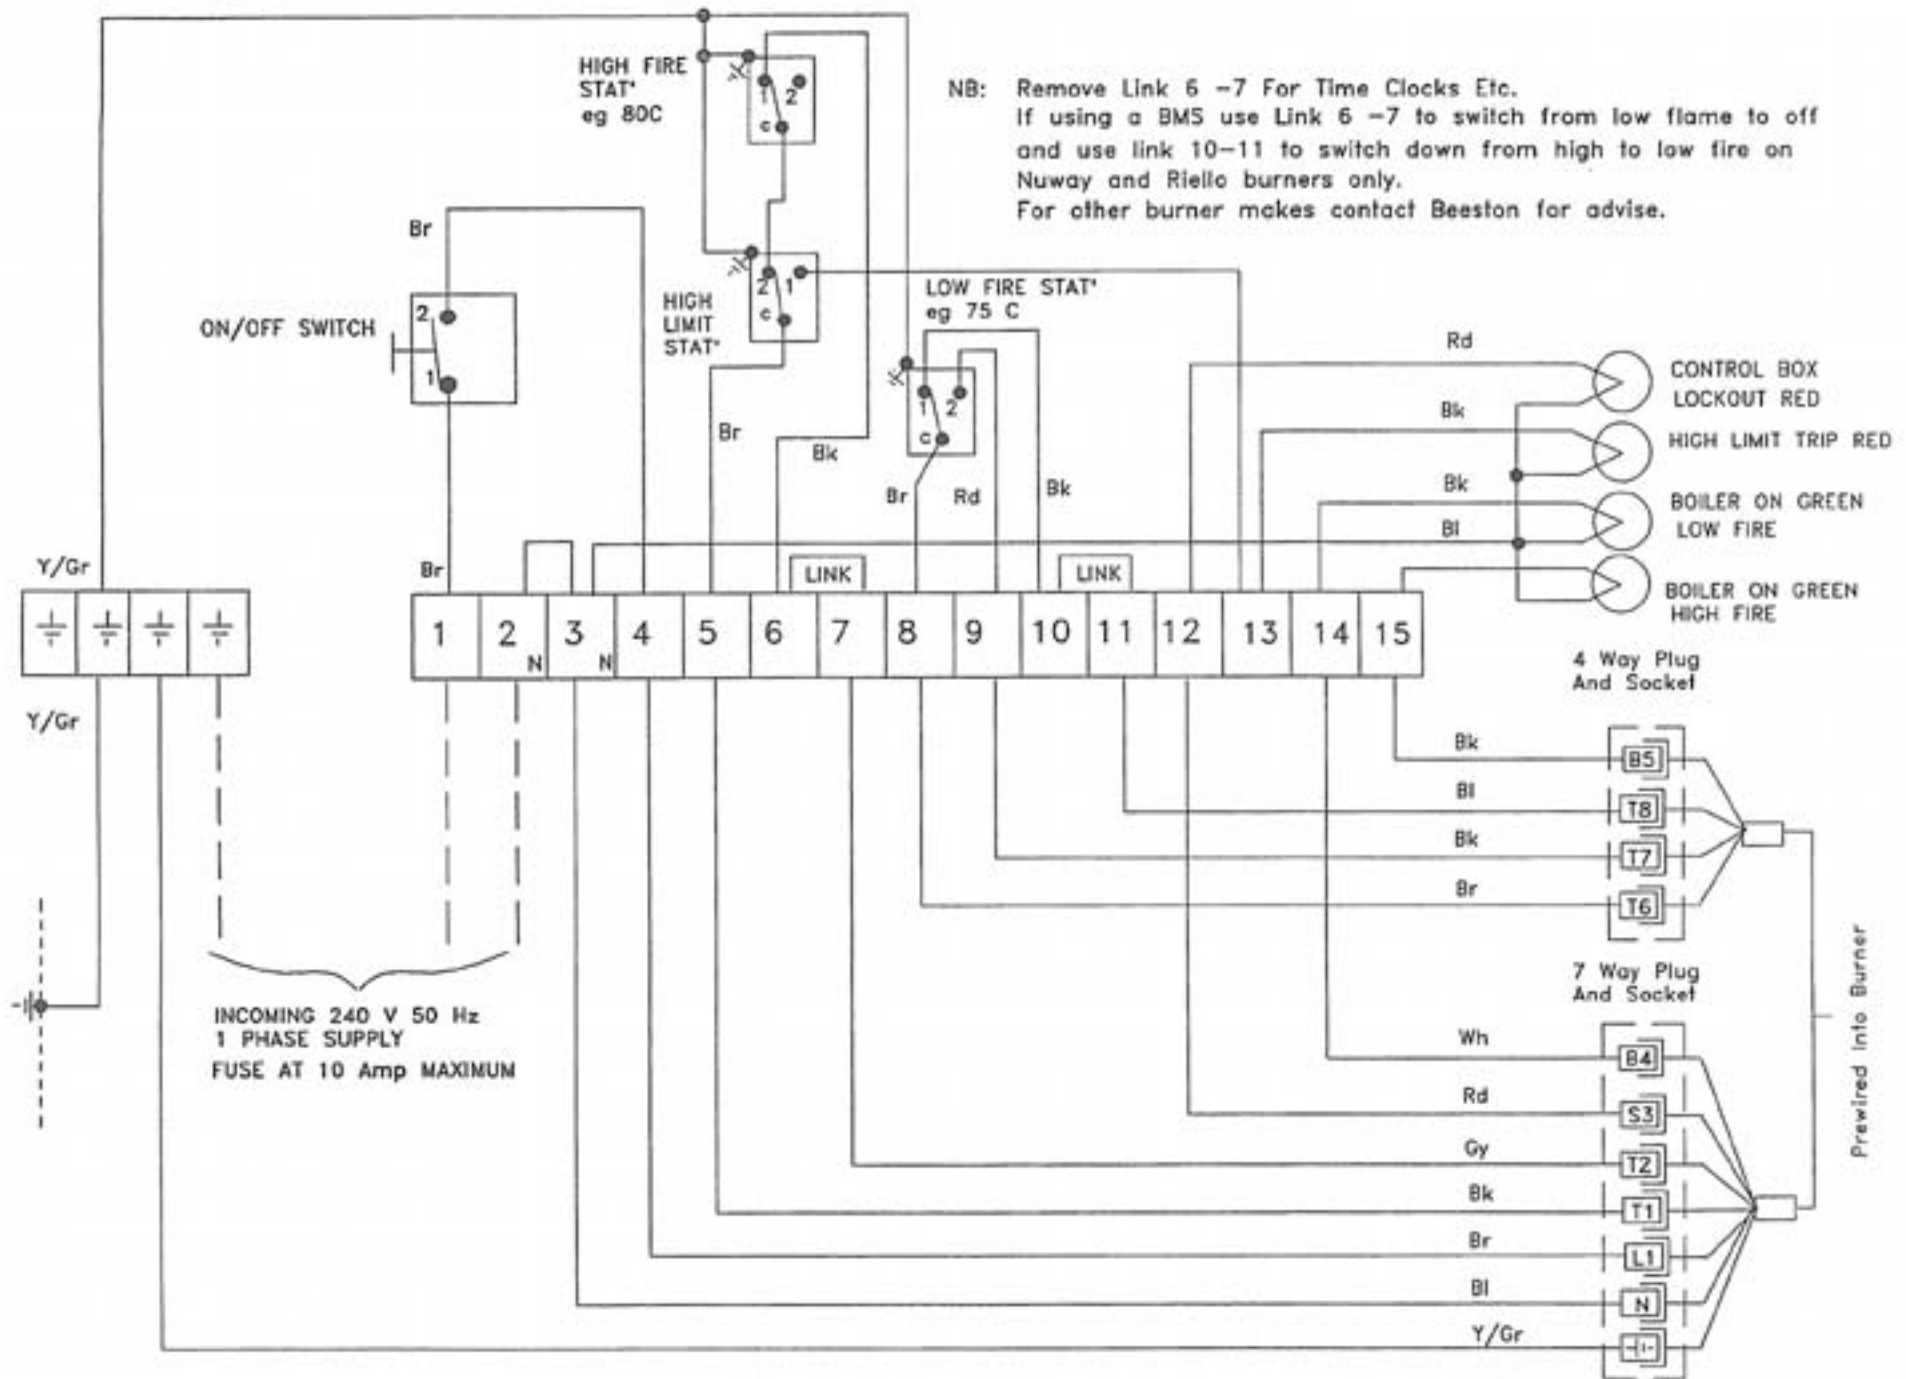 HIGH FIRE
STAT'
eg 80C
1 2
c
NB: Remove Link 6 -7 For Time Clocks Etc.
If using a BMS use Link 6 -7 to switch from low flame to off
and use link 10-11 to switch down from high to low fire on
Nuway and Riello burners only.
For other burner makes contact Beeston for advise.
Br
ON/OFF SWITCH
2
1
HIGH
LIMIT
STAT'
2 1
c
LOW FIRE STAT'
eg 75 C
1 2
c
Br
Bk
Br
Rd
Bk
Rd
CONTROL BOX
LOCKOUT RED
Bk
HIGH LIMIT TRIP RED
Bk
BOILER ON GREEN
LOW FIRE
Bl
BOILER ON GREEN
HIGH FIRE
Y/Gr
Br
LINK
LINK
1 2 N 3 N 4 5 6 7 8 9 10 11 12 13 14 15
Y/Gr
4 Way Plug
And Socket
Bk B5
Bl T8
Bk T7
Br T6
INCOMING 240 V 50 Hz
1 PHASE SUPPLY
FUSE AT 10 Amp MAXIMUM
7 Way Plug
And Socket
Wh B4
Rd S3
Gy T2
Bk T1
Br L1
Bl N
Y/Gr
Prewired Into Burner